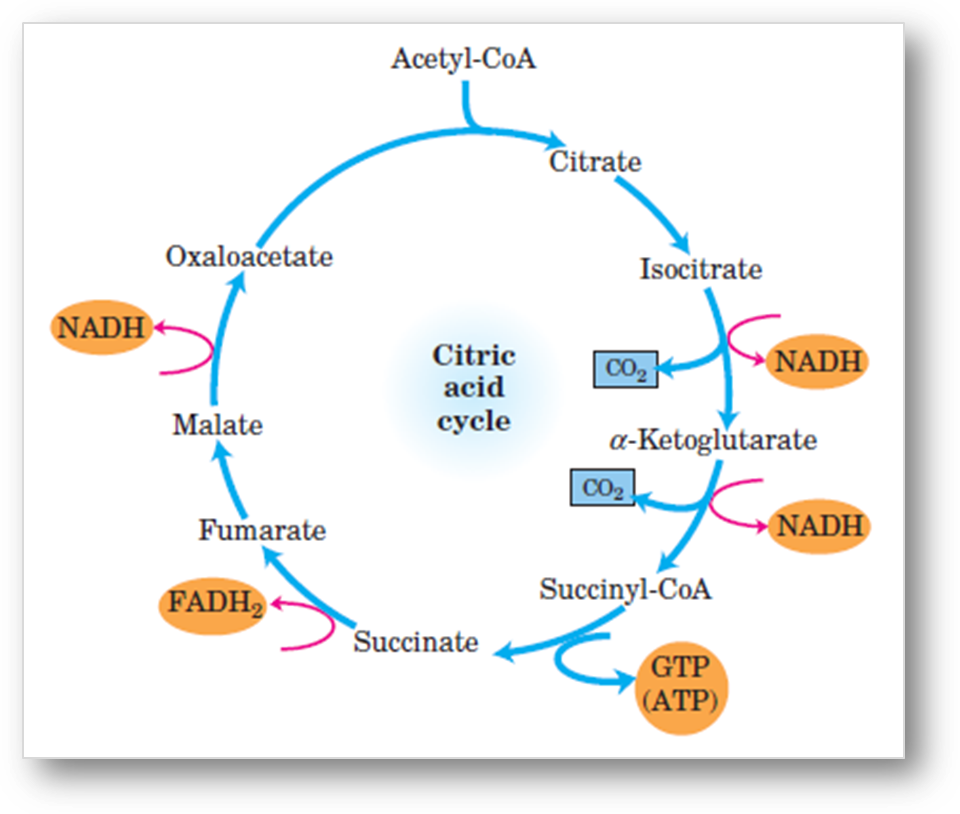 Acetyl-CoA
Citrate
Isocitrate
NADH
CO₂
α-Ketoglutarate
CO₂
NADH
Succinyl-CoA
GTP
(ATP)
Succinate
FADH₂
Fumarate
Malate
NADH
Oxaloacetate
Citric
acid
cycle